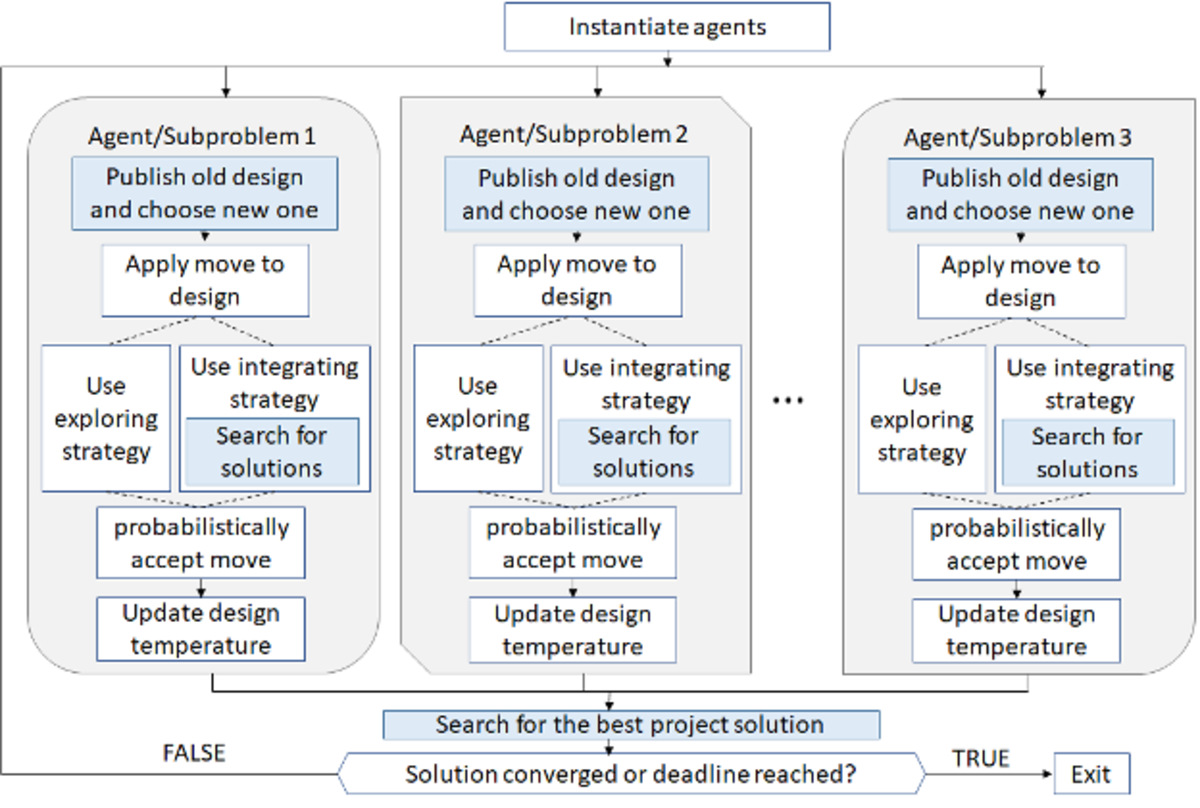 Instantiate agents
Agent/Subproblem 1
Publish old design
and choose new one
Apply move to
design
Use
exploring
strategy
Use integrating
strategy
Search for
solutions
probabilistically
accept move
Update design
temperature
Agent/Subproblem 2
Publish old design
and choose new one
Apply move to
design
Use
exploring
strategy
Use integrating
strategy
Search for
solutions
probabilistically
accept move
Update design
temperature
...
Agent/Subproblem 3
Publish old design
and choose new one
Apply move to
design
Use
exploring
strategy
Use integrating
strategy
Search for
solutions
probabilistically
accept move
Update design
temperature
Search for the best project solution
FALSE
Solution converged or deadline reached?
TRUE
Exit